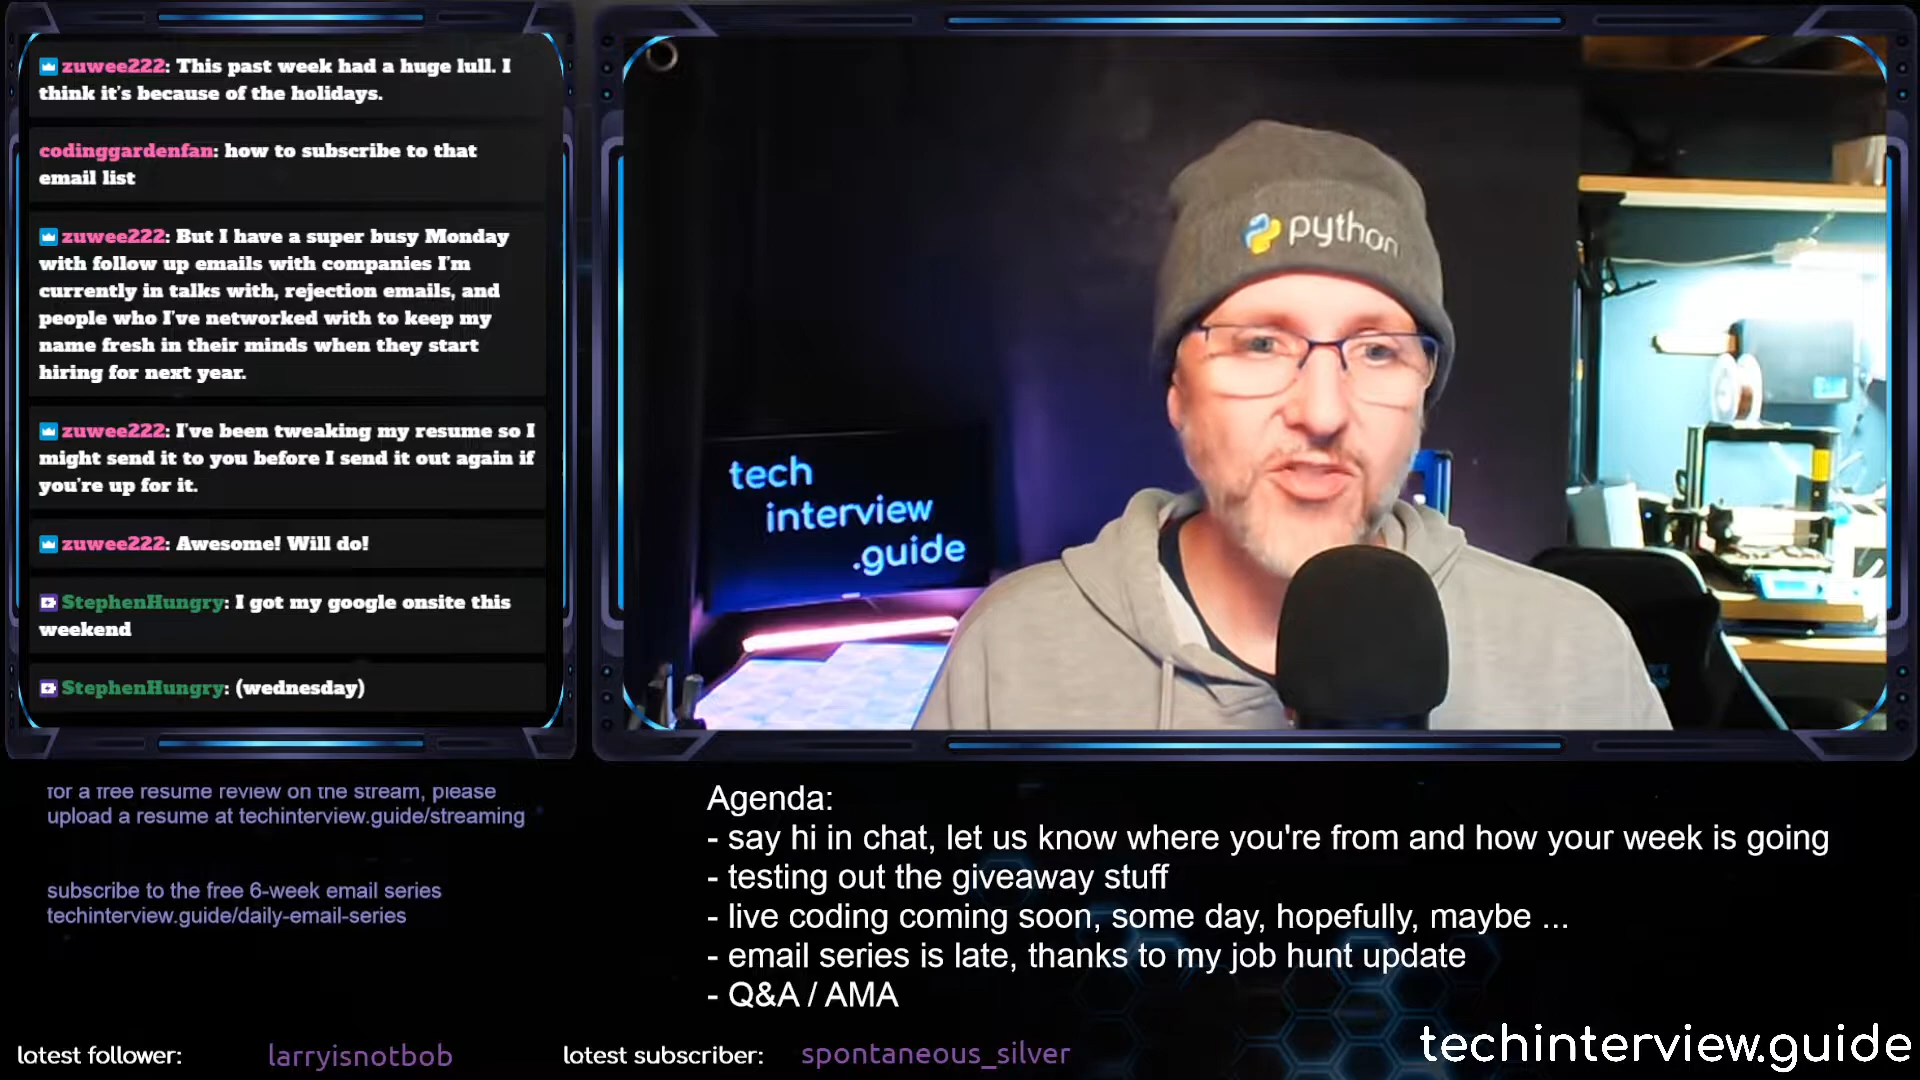 zuwee222: This past week had a huge lull. I
think it's because of the holidays.
codinggardenfan: how to subscribe to that
email list
zuwee222: But I have a super busy Monday
with follow up emails with companies I'm
currently in talks with, rejection emails, and
people who I've networked with to keep my
name fresh in their minds when they start
hiring for next year.
zuwee222: I've been tweaking my resume so I
might send it to you before I send it out again if
you're up for it.
zuwee222: Awesome! Will do!
StephenHungry: I got my google onsite this
weekend
StephenHungry: (wednesday)
python
tech
interview
.guide
for a free resume review on the stream, please
upload a resume at techinterview.guide/streaming
subscribe to the free 6-week email series
techinterview.guide/daily-email-series
Agenda:
- say hi in chat, let us know where you're from and how your week is going
- testing out the giveaway stuff
- live coding coming soon, some day, hopefully, maybe ...
- email series is late, thanks to my job hunt update
- Q&A / AMA
latest follower: larryisnotbob
latest subscriber: spontaneous_silver
techinterview.guide